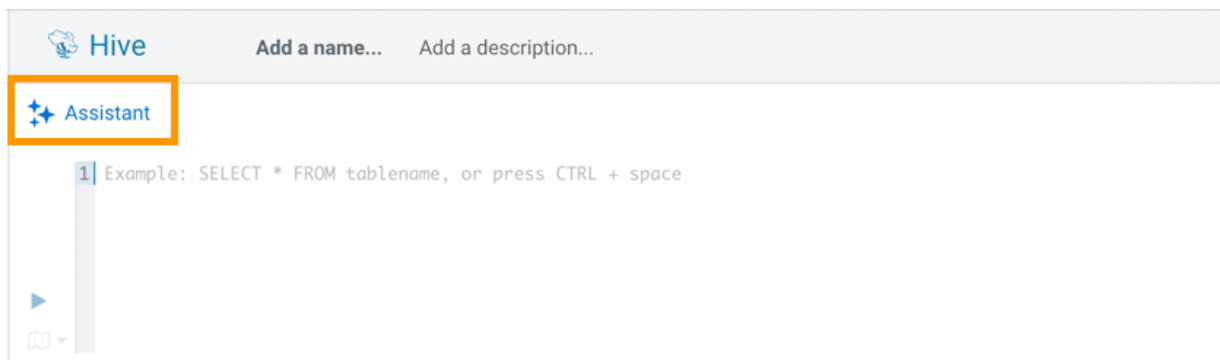 Hive Add a name... Add a description...
Assistant
1 Example: SELECT * FROM tablename, or press CTRL + space